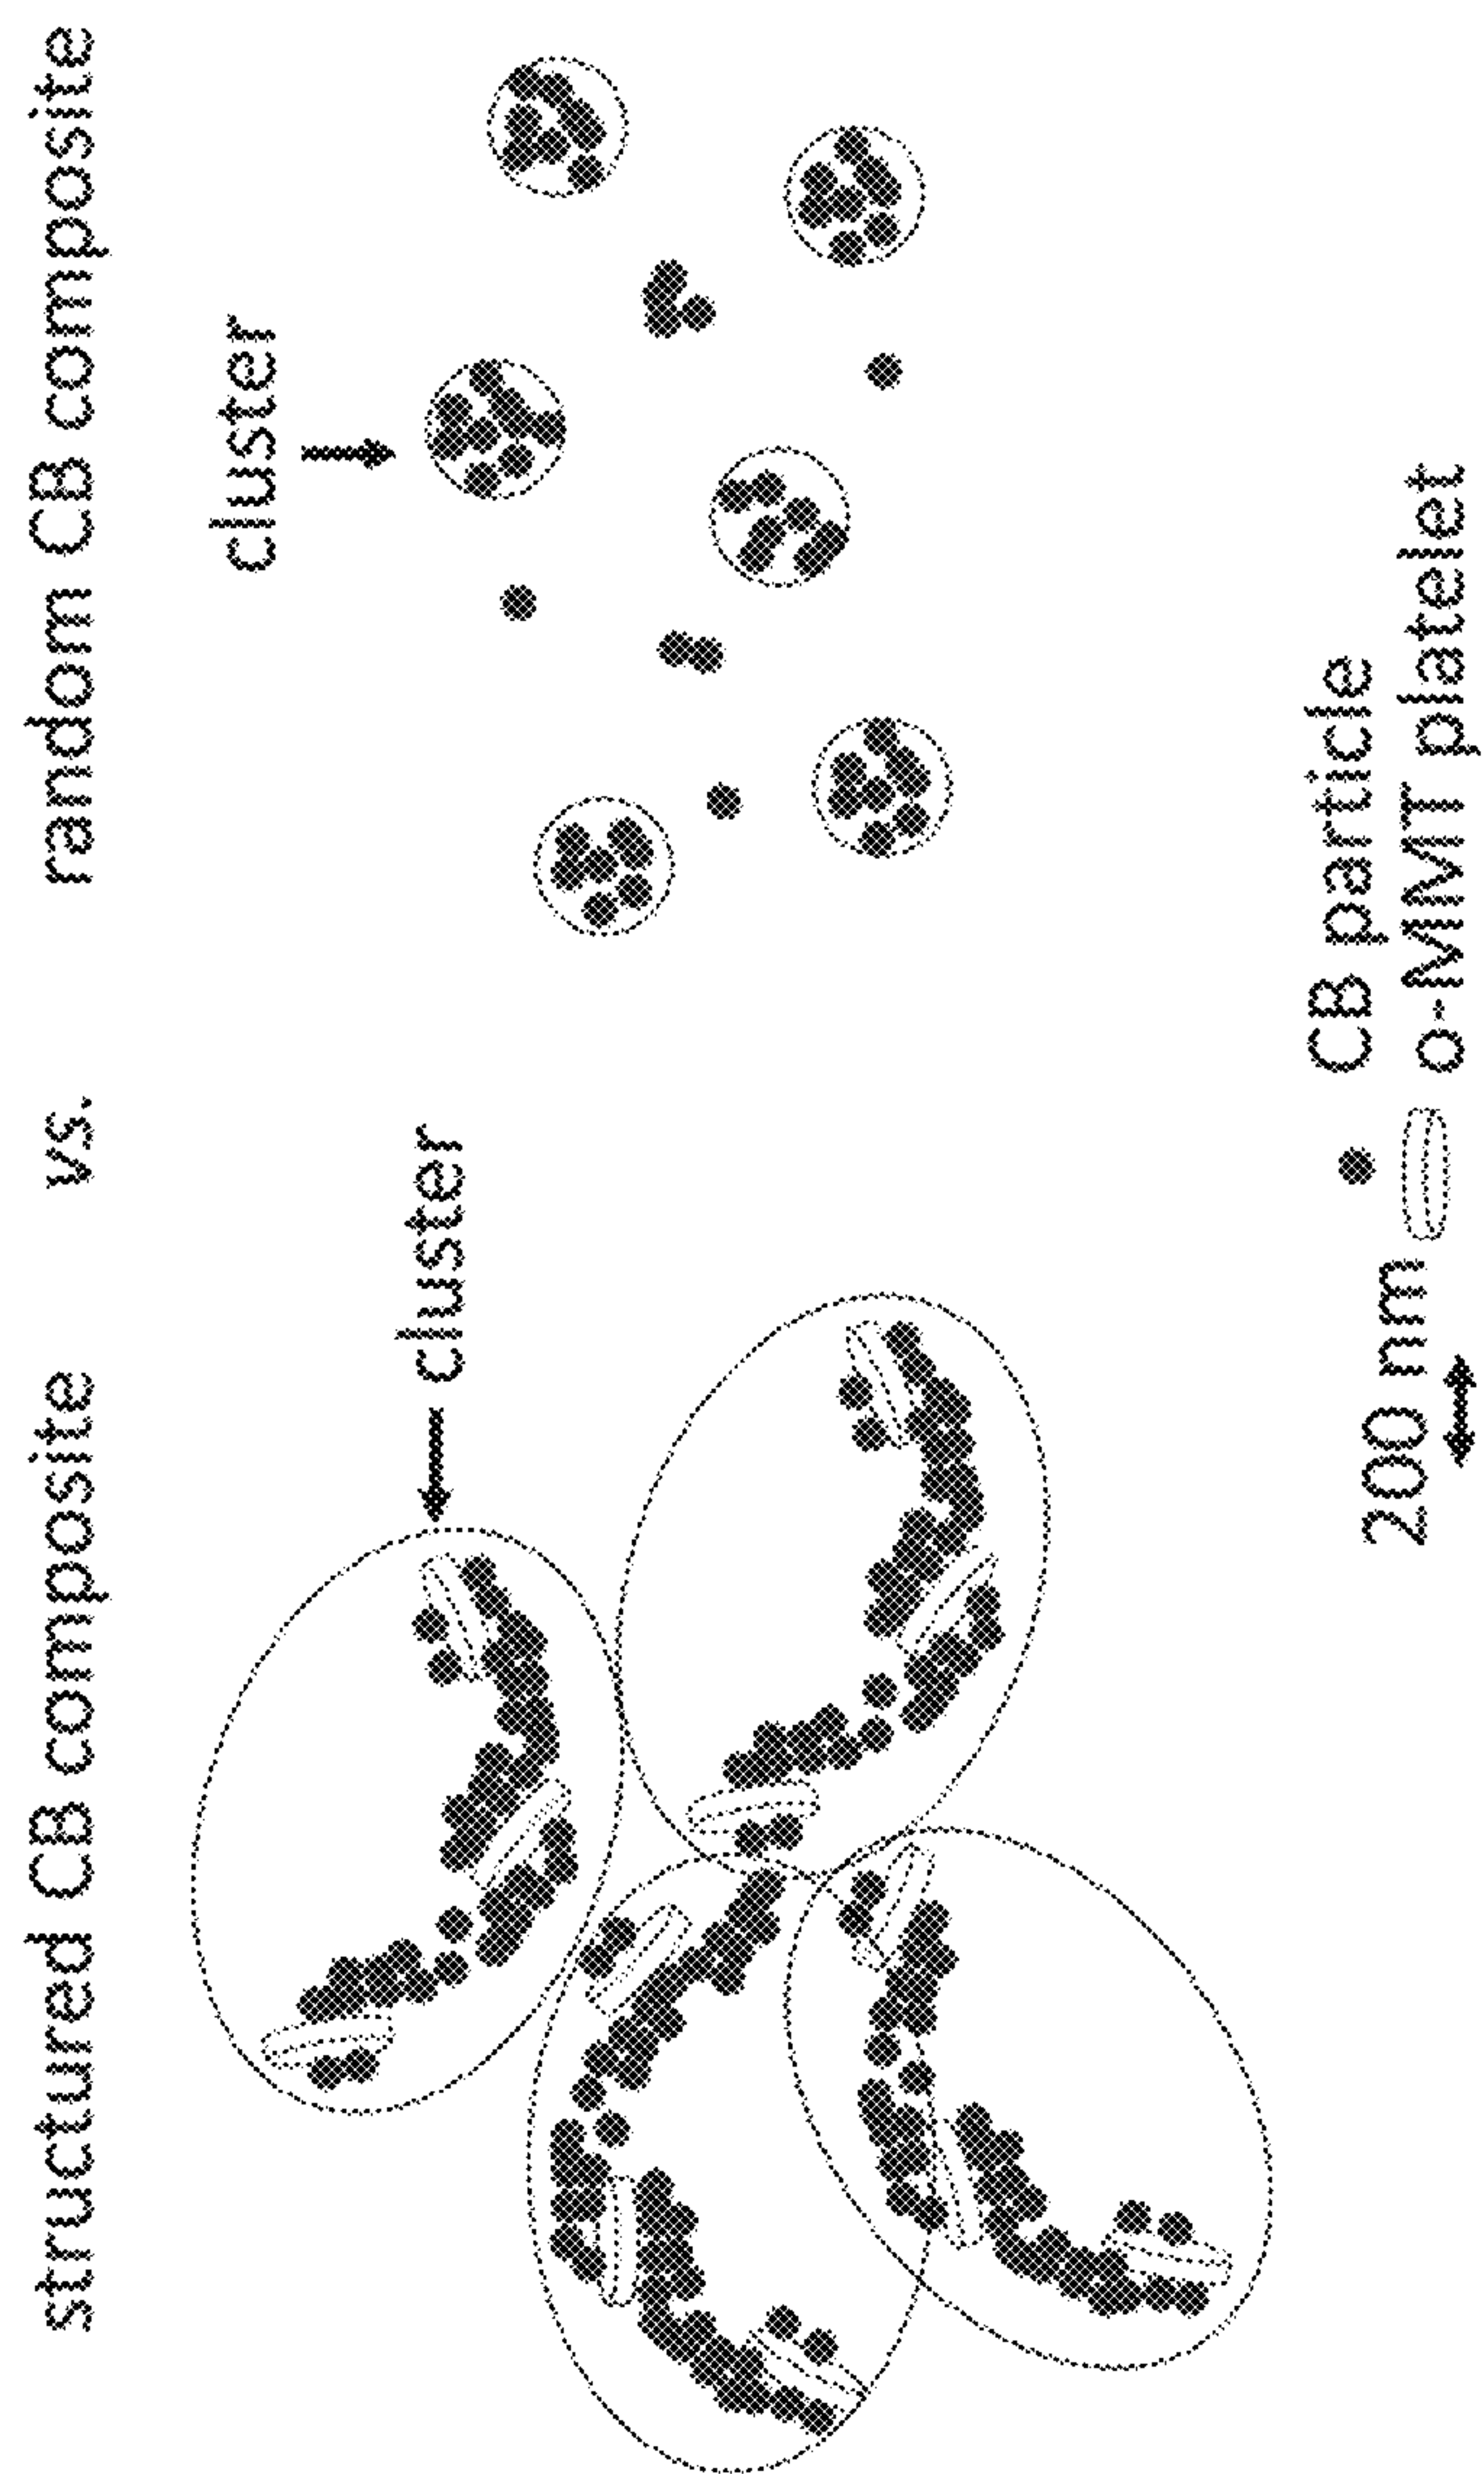 structured CB composite vs. random CB composite
cluster
cluster
200 nm
CB particle
o-MMT platelet